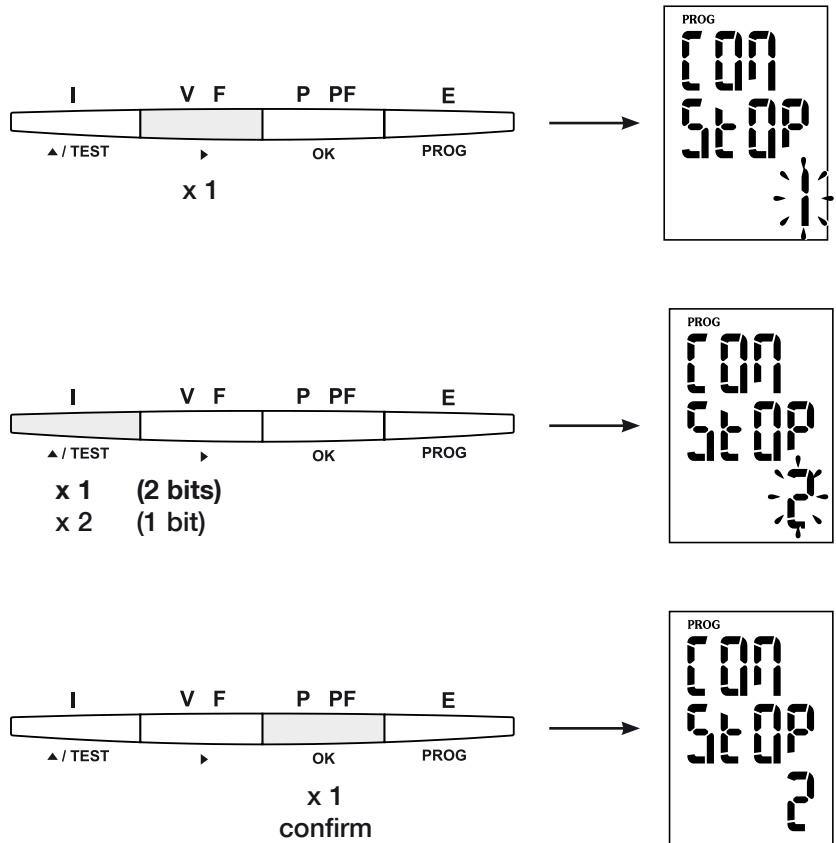 I V F P PF E
▲ / TEST ▶ OK PROG
x 1
PROG
COM
StOP
1
I V F P PF E
▲ / TEST ▶ OK PROG
x 1 (2 bits)
x 2 (1 bit)
PROG
COM
StOP
2
I V F P PF E
▲ / TEST ▶ OK PROG
x 1
confirm
PROG
COM
StOP
2